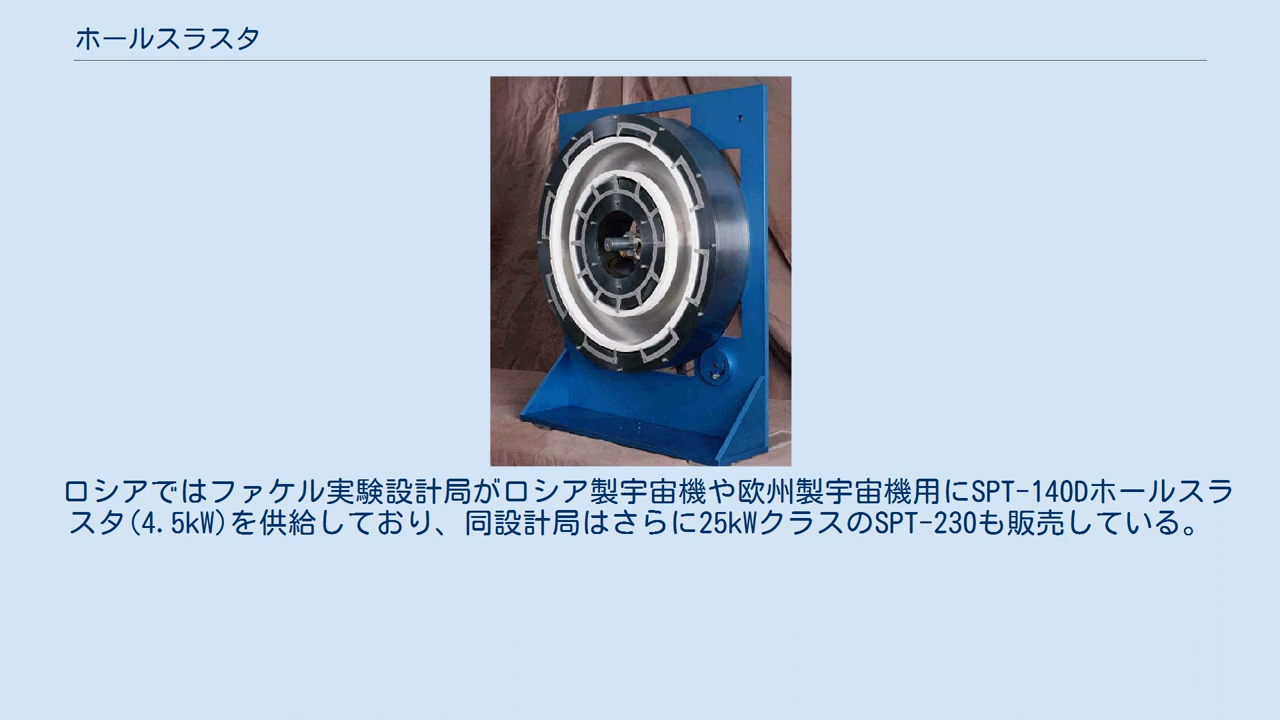 ホールスラスタ
ロシアではファケル実験設計局がロシア製宇宙機や欧州製宇宙機用にSPT-140Dホールスラ
スタ(4.5kW)を供給しており、同設計局はさらに25kWクラスのSPT-230も販売している。